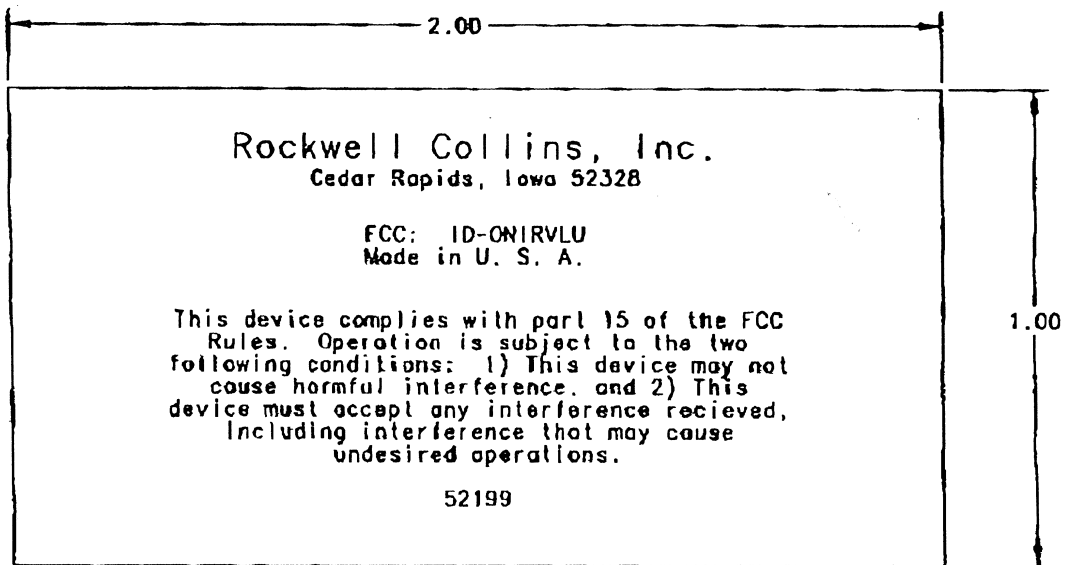 2.00
Rockwell Collins, Inc.
Cedar Rapids, Iowa 52328
FCC: ID-ONIRVLU
Made in U. S. A.
This device complies with part 15 of the FCC
Rules. Operation is subject to the two
following conditions: 1) This device may not
cause harmful interference. and 2) This
device must accept any interference recieved,
Including interference that may cause
undesired operations.
52199
1.00